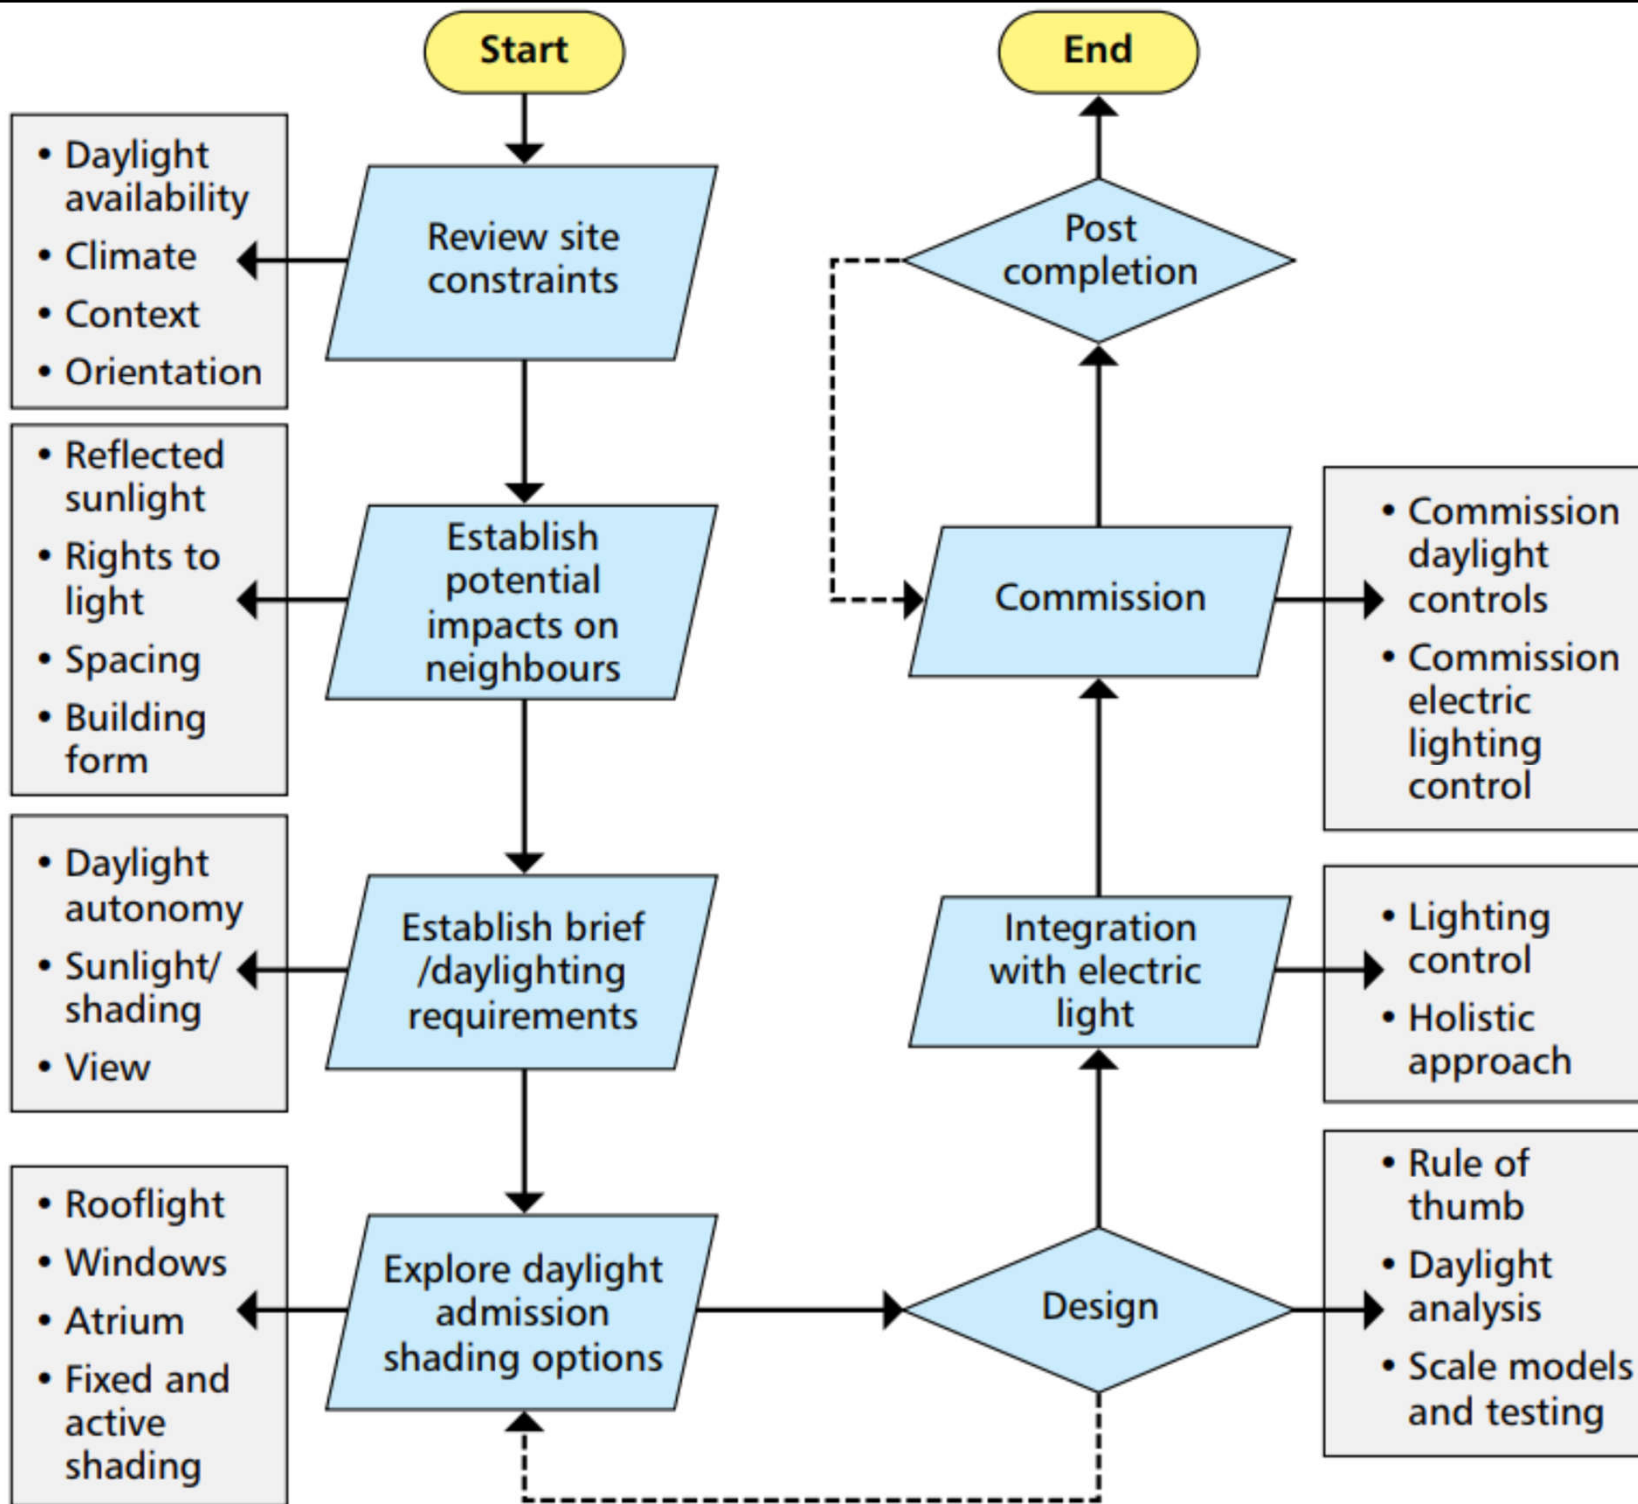 Start
End
• Daylight
availability
• Climate
• Context
• Orientation
Review site
constraints
Post
completion
• Reflected
sunlight
• Rights to
light
• Spacing
• Building
form
Establish
potential
impacts on
neighbours
Commission
• Commission
daylight
controls
• Commission
electric
lighting
control
• Daylight
autonomy
• Sunlight/
shading
• View
Establish brief
/daylighting
requirements
Integration
with electric
light
• Lighting
control
• Holistic
approach
• Rooflight
• Windows
• Atrium
• Fixed and
active
shading
Explore daylight
admission
shading options
Design
• Rule of
thumb
• Daylight
analysis
• Scale models
and testing